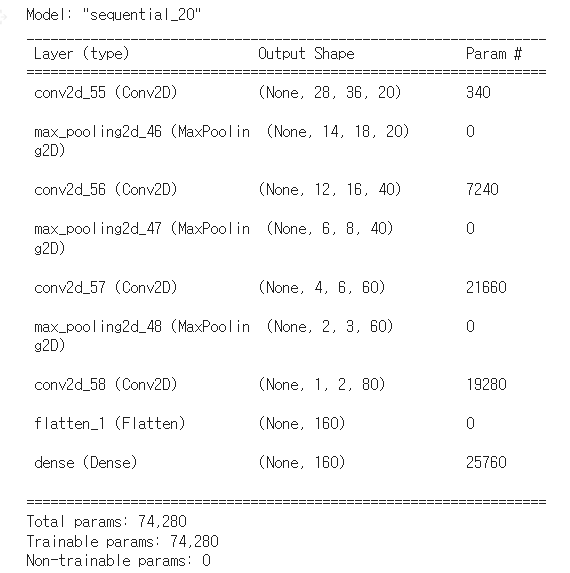 Model: "sequential_20"
_________________________________________________________________
Layer (type)                Output Shape              Param #
=================================================================
conv2d_55 (Conv2D)          (None, 28, 36, 20)        340
max_pooling2d_46 (MaxPoolin  (None, 14, 18, 20)       0
g2D)
conv2d_56 (Conv2D)          (None, 12, 16, 40)        7240
max_pooling2d_47 (MaxPoolin  (None, 6, 8, 40)         0
g2D)
conv2d_57 (Conv2D)          (None, 4, 6, 60)          21660
max_pooling2d_48 (MaxPoolin  (None, 2, 3, 60)         0
g2D)
conv2d_58 (Conv2D)          (None, 1, 2, 80)          19280
flatten_1 (Flatten)         (None, 160)               0
dense (Dense)               (None, 160)               25760
=================================================================
Total params: 74,280
Trainable params: 74,280
Non-trainable params: 0